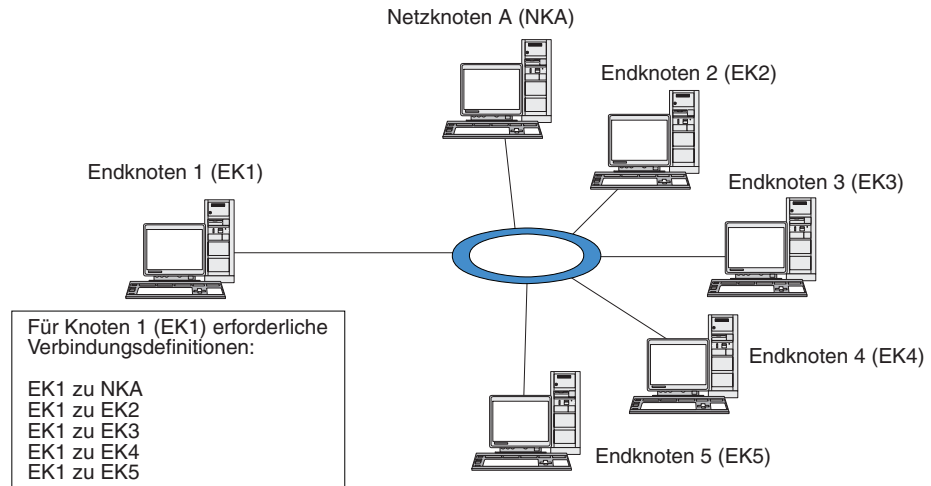 Netzknoten A (NKA)
Endknoten 2 (EK2)
Endknoten 1 (EK1)
Endknoten 3 (EK3)
Für Knoten 1 (EK1) erforderliche
Verbindungsdefinitionen:
EK1 zu NKA
EK1 zu EK2
EK1 zu EK3
EK1 zu EK4
EK1 zu EK5
Endknoten 4 (EK4)
Endknoten 5 (EK5)